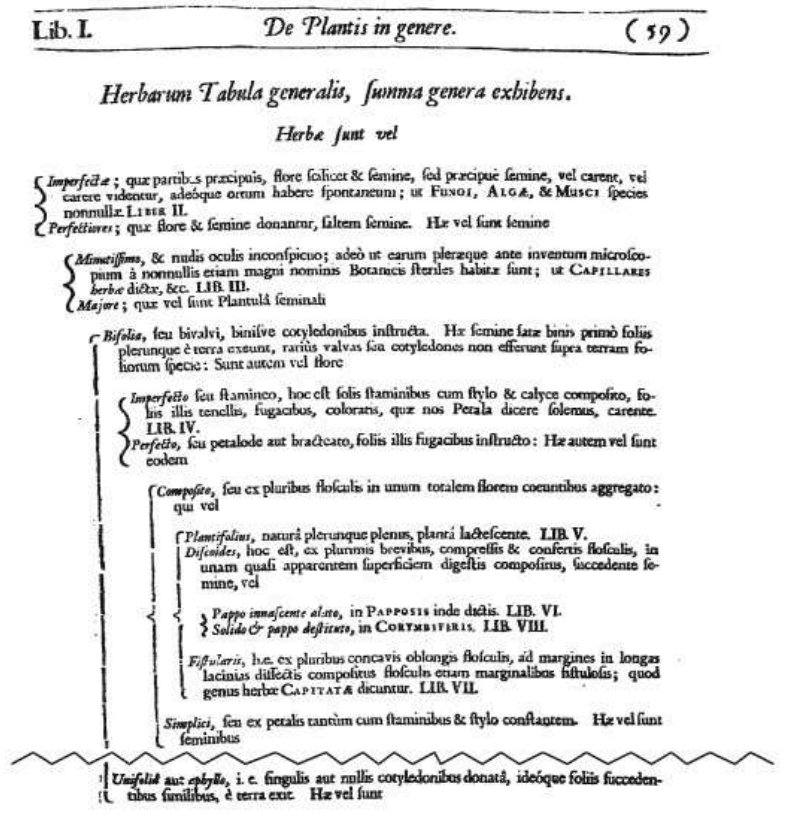 Lib. I. De Plantis in genere. (59)
Herbarum Tabula generalis, ſumma genera exhibens.
Herbæ ſunt vel
Imperfectæ; quæ partibus præcipuis, flore ſcilicet & ſemine, ſed præcipuè ſemine, vel carent, vel
carere videntur, adeóque ortum habere ſpontaneum; ut FUNGI, ALGÆ, & MUSCI ſpecies
nonnullæ LIBER II.
Perfectiores; quæ flore & ſemine donantur, ſaltem ſemine. Hæ vel ſunt ſemine
Minutiſſimo, & nudis oculis inconſpicuo; adeò ut earum pleræque ante inventum microſco-
pium à nonnullis etiam magni nominis Botanicis ſteriles habitæ ſunt; ut CAPILLARES
herbæ dictæ, &c. LIB. III.
Majore; quæ vel ſunt Plantulâ ſeminali
Bifolia, ſeu bivalvi, biniſve cotyledonibus inſtructa. Hæ ſemine ſatæ binis primò foliis
plerunque è terra exeunt, rariùs valvas ſeu cotyledones non efferunt ſupra terram fo-
liorum ſpecie: Sunt autem vel flore
Imperfecto ſeu ſtamineo, hoc eſt ſolis ſtaminibus cum ſtylo & calyce compoſito, fo-
liis illis tenellis, fugacibus, coloratis, quæ nos Petala dicere ſolemus, carente.
LIB. IV.
Perfecto, ſeu petalode aut bracteato, foliis illis fugacibus inſtructo: Hæ autem vel ſunt
eodem
Compoſito, ſeu ex pluribus floſculis in unum totalem florem coeuntibus aggregato:
qui vel
Planifolius, naturâ plerunque plenus, plantâ lacteſcente. LIB. V.
Diſcoides, hoc eſt, ex plurimis brevibus, compreſſis & confertis floſculis, in
unam quaſi apparentem ſuperficiem digeſtis compoſitus, ſuccedente ſe-
mine, vel
Pappo innaſcente alato, in PAPPOSIS inde dictis. LIB. VI.
Solido & pappo deſtituto, in CORYMBIFERIS. LIB. VIII.
Fiſtularis, h.e. ex pluribus concavis oblongis floſculis, ad margines in longas
lacinias diſſectis compoſitus floſculis etiam marginalibus fiſtuloſis; quod
genus herbæ CAPITATÆ dicuntur. LIB. VII.
Simplici, ſeu ex petalis tantùm cum ſtaminibus & ſtylo conſtantem. Hæ vel ſunt
ſeminibus
Unifoliâ aut aphyllo, i. e. ſingulis aut nullis cotyledonibus donatâ, ideóque foliis ſucceden-
tibus ſimilibus, è terra exit. Hæ vel ſunt